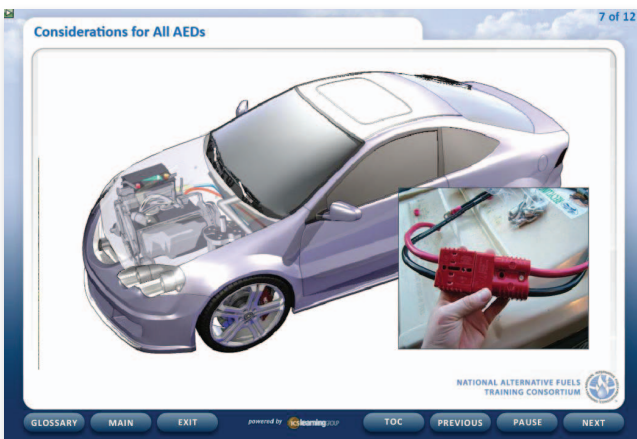 7 of 12
Considerations for All AEDs
NATIONAL ALTERNATIVE FUELS
TRAINING CONSORTIUM
GLOSSARY
MAIN
EXIT
powered by icslearningGROUP
TOC
PREVIOUS
PAUSE
NEXT